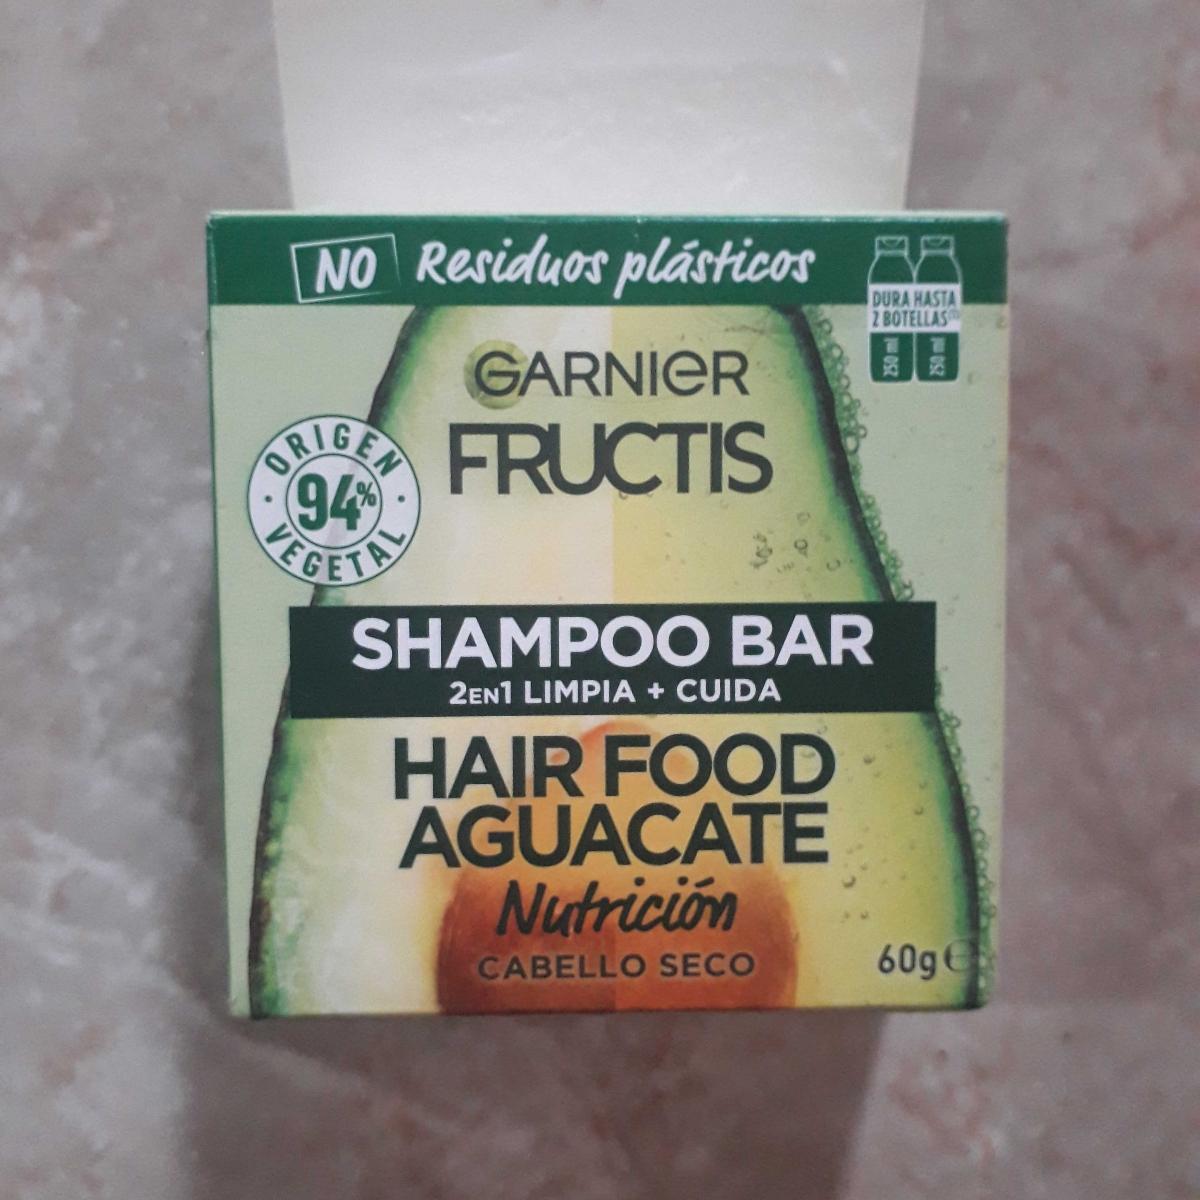 NO Residuos plásticos
DURA HASTA
2 BOTELLAS(1)
250 ml 250 ml
GARNIER
FRUCTIS
ORIGEN
94%
VEGETAL
SHAMPOO BAR
2EN1 LIMPIA + CUIDA
HAIR FOOD
AGUACATE
Nutrición
CABELLO SECO
60g ℮